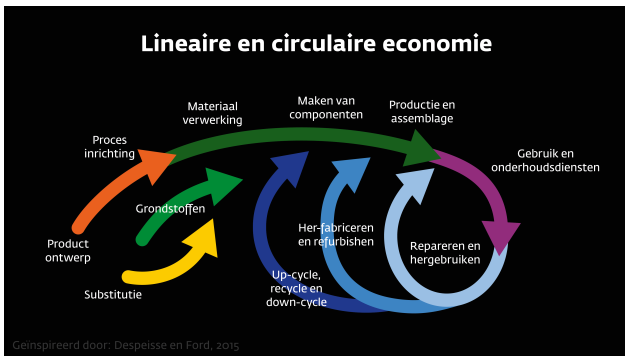 Lineaire en circulaire economie
Materiaal
verwerking
Maken van
componenten
Productie en
assemblage
Proces
inrichting
Gebruik en
onderhoudsdiensten
Grondstoffen
Product
ontwerp
Her-fabriceren
en refurbishen
Repareren en
hergebruiken
Substitutie
Up-cycle,
recycle en
down-cycle
Geïnspireerd door: Despeisse en Ford, 2015